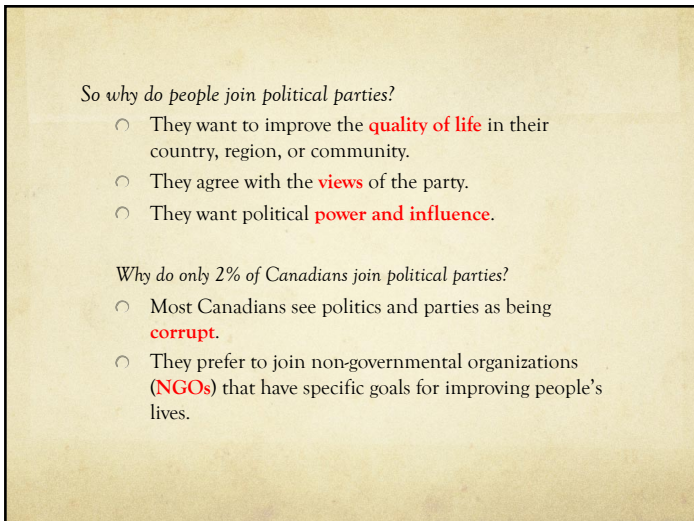 So why do people join political parties?
They want to improve the quality of life in their
country, region, or community.
They agree with the views of the party.
They want political power and influence.
Why do only 2% of Canadians join political parties?
Most Canadians see politics and parties as being
corrupt.
They prefer to join non-governmental organizations
(NGOs) that have specific goals for improving people’s
lives.